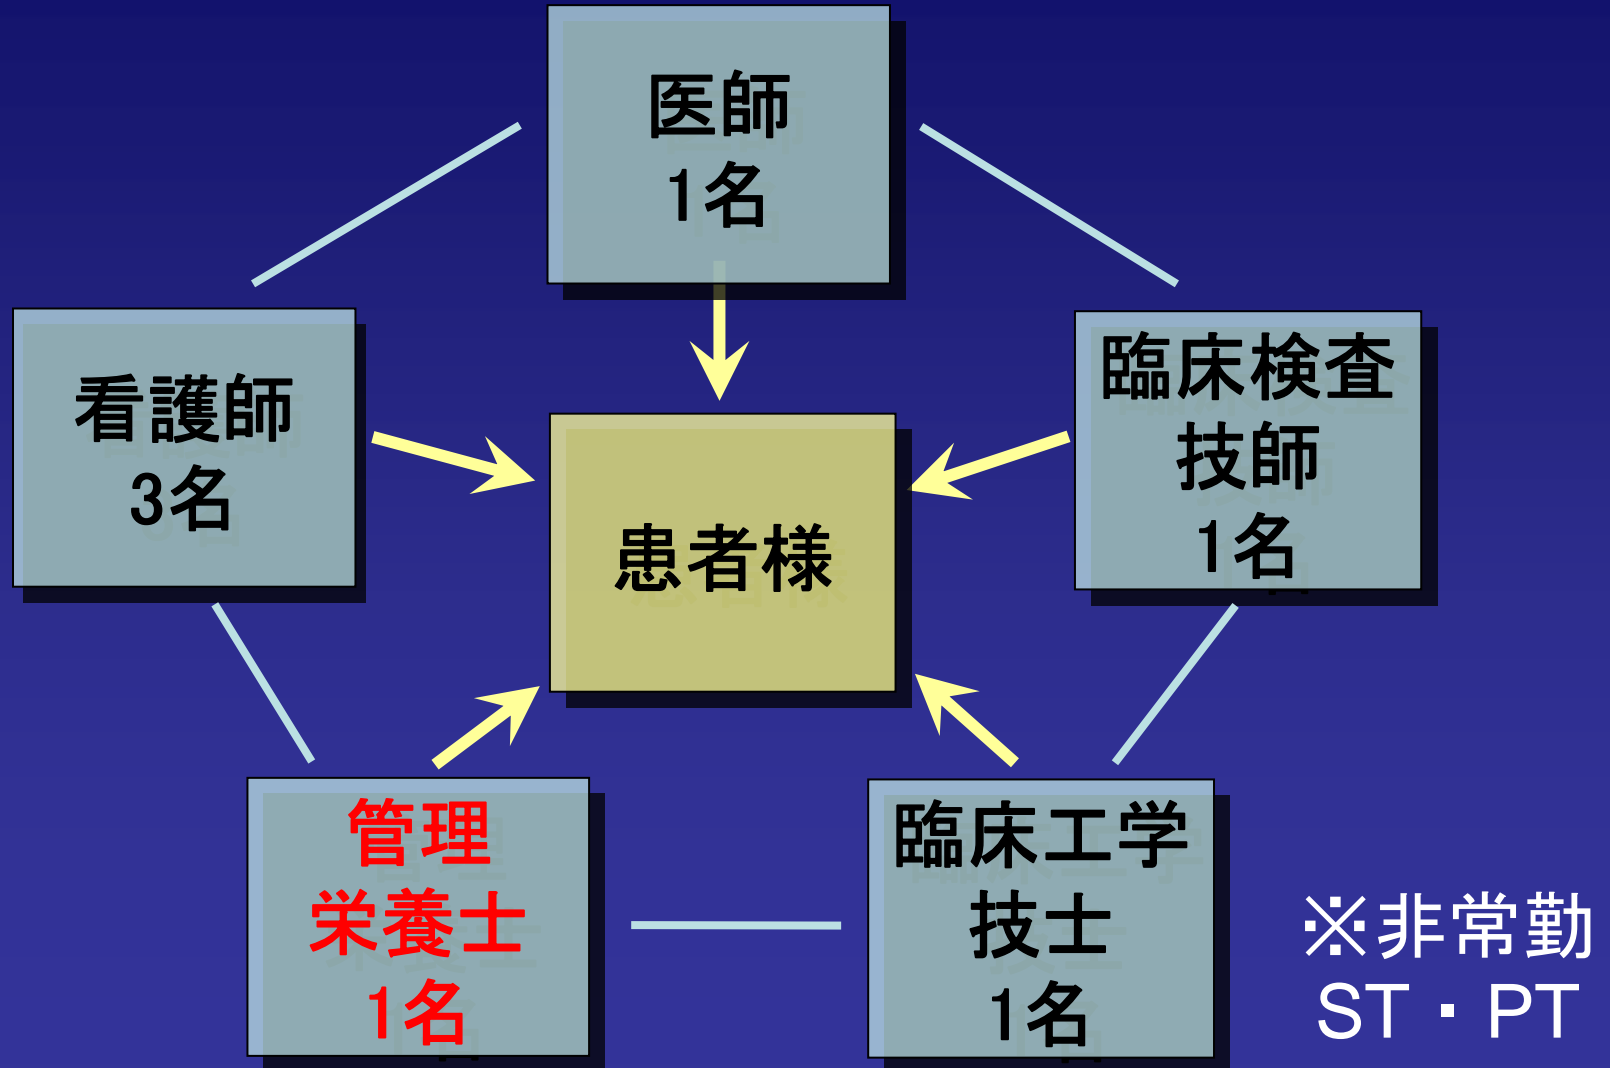 医師
1名
看護師
3名
臨床検査
技師
1名
患者様
管理
栄養士
1名
臨床工学
技士
1名
※非常勤
ST・PT